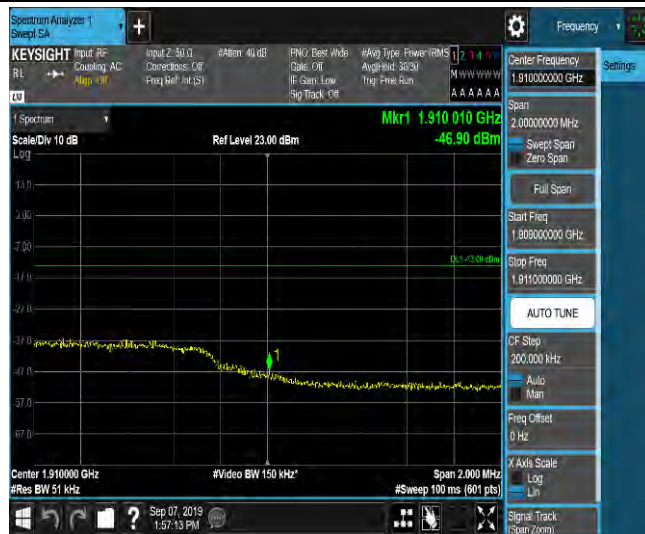 Spectrum Analyzer 1
Swept SA
+
Frequency
KEYSIGHT Input: RF
RL
Coupling: AC
Align: Off
Input Z: 50 Ω
Corrections: Off
Freq Ref: Int (S)
#Atten: 40 dB
PNO: Best Wide
Gate: Off
IF Gain: Low
Sig Track: Off
#Avg Type: Power (RMS
Avg|Hold: 30/30
Trig: Free Run
M W W W W W
A A A A A A
Settings
1 Spectrum
Scale/Div 10 dB
Log
Ref Level 23.00 dBm
Mkr1 1.910 010 GHz
-46.90 dBm
13.0
3.00
-7.00
-17.0
-27.0
-37.0
-47.0
-57.0
-67.0
DL1 -13.00 dBm
1
Center 1.910000 GHz
#Res BW 51 kHz
#Video BW 150 kHz*
Span 2.000 MHz
#Sweep 100 ms (601 pts)
Center Frequency
1.910000000 GHz
Span
2.00000000 MHz
Swept Span
Zero Span
Full Span
Start Freq
1.909000000 GHz
Stop Freq
1.911000000 GHz
AUTO TUNE
CF Step
200.000 kHz
Auto
Man
Freq Offset
0 Hz
X Axis Scale
Log
Lin
Signal Track
(Span Zoom)
?
Sep 07, 2019
1:57:13 PM